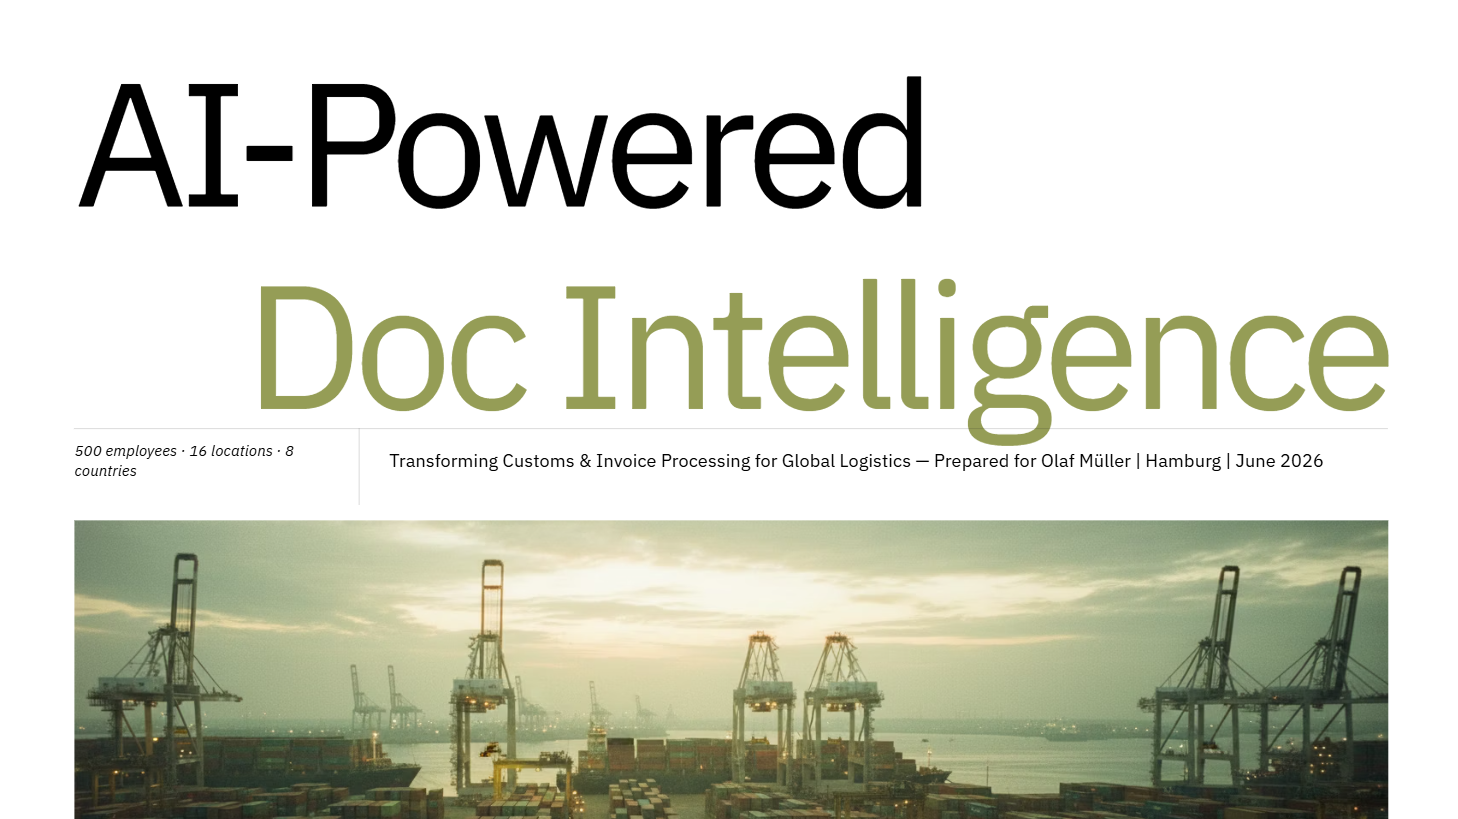 AI-Powered
Doc Intelligence
500 employees · 16 locations · 8
countries
Transforming Customs & Invoice Processing for Global Logistics — Prepared for Olaf Müller | Hamburg | June 2026